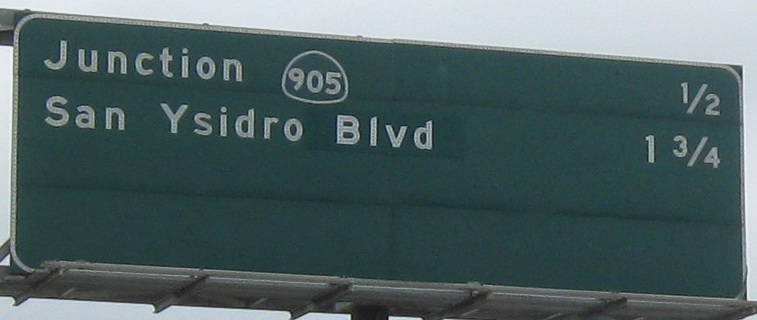 Junction 905 1/2
San Ysidro Blvd 1 3/4